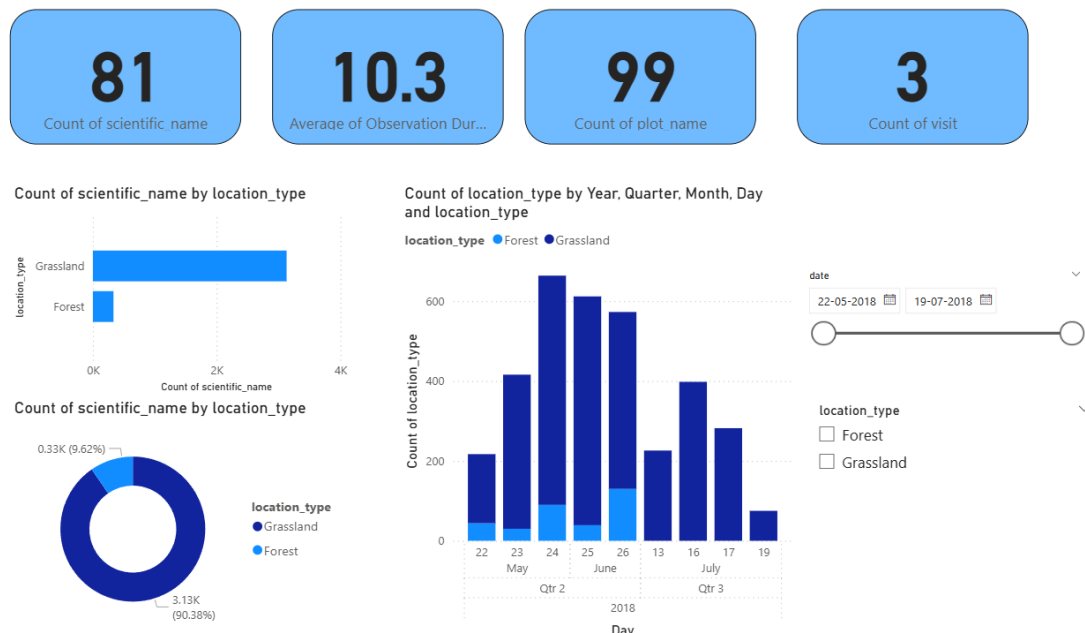 81
Count of scientific_name
10.3
Average of Observation Dur...
99
Count of plot_name
3
Count of visit
Count of scientific_name by location_type
location_type
Grassland
Forest
0K
2K
4K
Count of scientific_name
Count of scientific_name by location_type
0.33K (9.62%)
3.13K
(90.38%)
location_type
Grassland
Forest
Count of location_type by Year, Quarter, Month, Day
and location_type
location_type Forest Grassland
Count of location_type
600
400
200
0
22 23 24 25 26 13 16 17 19
May June July
Qtr 2 Qtr 3
2018
Day
date
22-05-2018 19-07-2018
location_type
Forest
Grassland